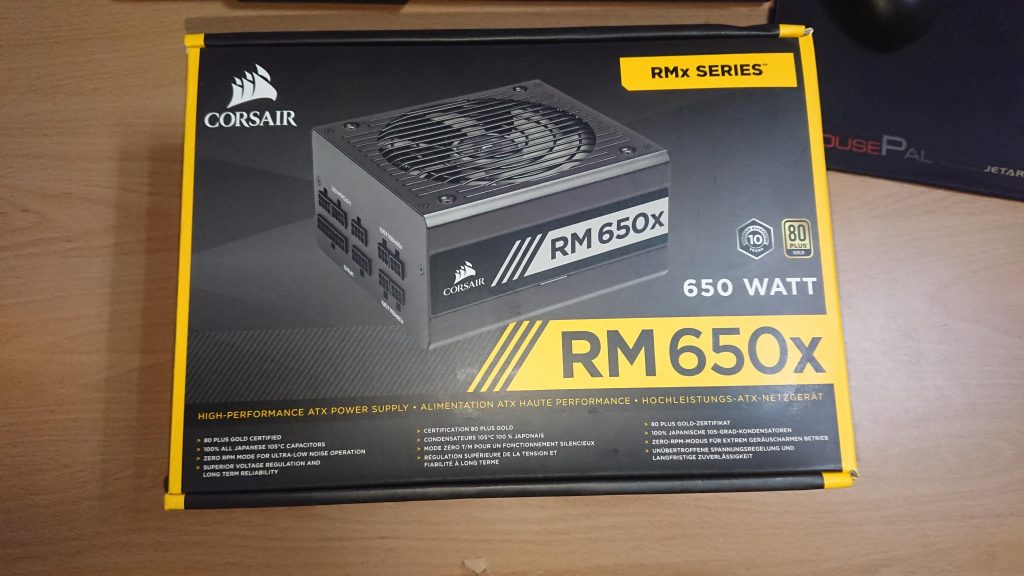 CORSAIR
RMx SERIES™
OUSEPAL
JETAR
RM 650x
CORSAIR
10
YEARS
80
PLUS
GOLD
650 WATT
RM650x
HIGH-PERFORMANCE ATX POWER SUPPLY • ALIMENTATION ATX HAUTE PERFORMANCE • HOCHLEISTUNGS-ATX-NETZGERÄT
> 80 PLUS GOLD CERTIFIED
> 100% ALL JAPANESE 105°C CAPACITORS
> ZERO RPM MODE FOR ULTRA-LOW NOISE OPERATION
> SUPERIOR VOLTAGE REGULATION AND
LONG TERM RELIABILITY
> CERTIFICATION 80 PLUS GOLD
> CONDENSATEURS 105°C 100 % JAPONAIS
> MODE ZÉRO T/M POUR UN FONCTIONNEMENT SILENCIEUX
> RÉGULATION SUPÉRIEURE DE LA TENSION ET
FIABILITÉ À LONG TERME
> 80 PLUS GOLD-ZERTIFIKAT
> 100% JAPANISCHE 105-GRAD-KONDENSATOREN
> ZERO-RPM-MODUS FÜR EXTREM GERÄUSCHARMEN BETRIEB
> UNÜBERTROFFENE SPANNUNGSREGELUNG UND
LANGFRISTIGE ZUVERLÄSSIGKEIT